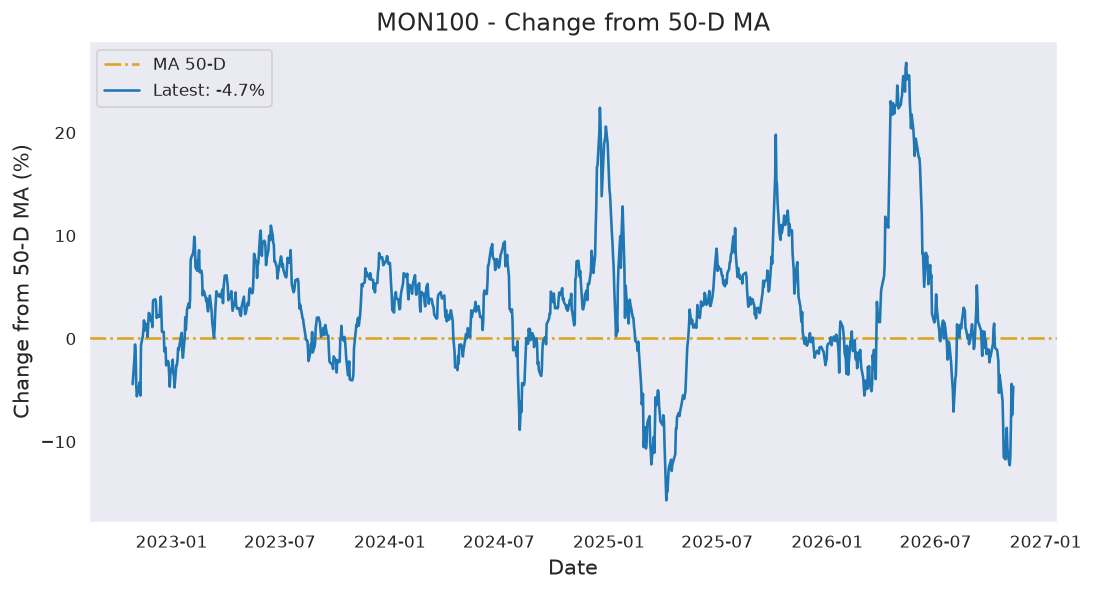 MON100 - Change from 50-D MA
MA 50-D
Latest: -4.7%
Change from 50-D MA (%)
20
10
0
−10
2023-01
2023-07
2024-01
2024-07
2025-01
2025-07
2026-01
2026-07
2027-01
Date